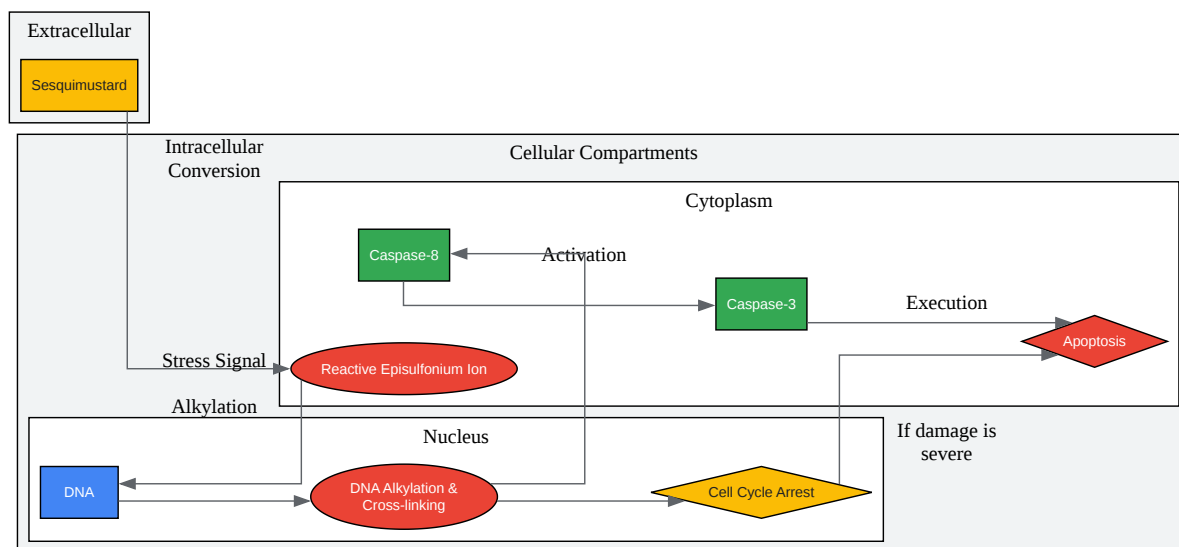 Extracellular
Sesquimustard
Intracellular
Conversion
Cellular Compartments
Cytoplasm
Caspase-8
Activation
Caspase-3
Execution
Apoptosis
Stress Signal
Reactive Episulfonium Ion
Alkylation
Nucleus
If damage is
severe
DNA
DNA Alkylation &
Cross-linking
Cell Cycle Arrest